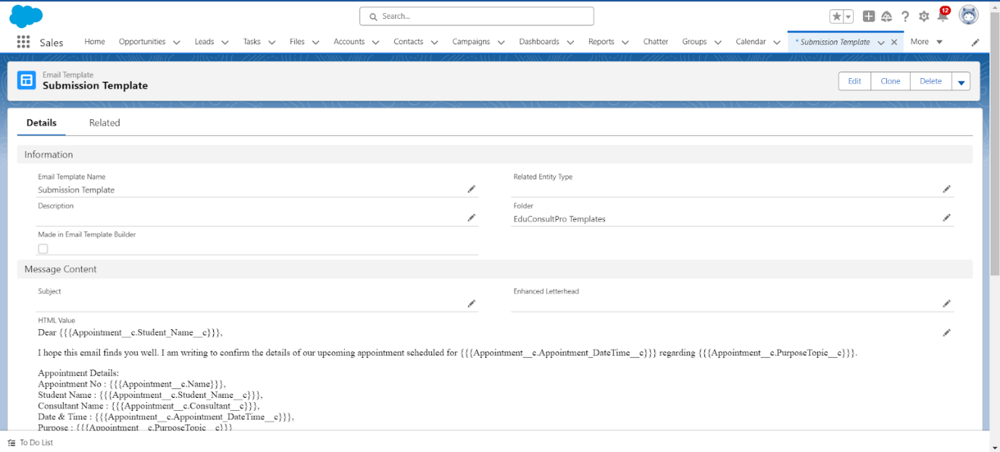 Search...
12
Sales
Home Opportunities Leads Tasks Files Accounts Contacts Campaigns Dashboards Reports Chatter Groups Calendar * Submission Template More
Email Template
Submission Template
Edit Clone Delete
Details Related
Information
Email Template Name Related Entity Type
Submission Template
Description Folder
EduConsultPro Templates
Made in Email Template Builder
Message Content
Subject Enhanced Letterhead
HTML Value
Dear {{{Appointment__c.Student_Name__c}}},
I hope this email finds you well. I am writing to confirm the details of our upcoming appointment scheduled for {{{Appointment__c.Appointment_DateTime__c}}} regarding {{{Appointment__c.PurposeTopic__c}}}.
Appointment Details:
Appointment No : {{{Appointment__c.Name}}},
Student Name : {{{Appointment__c.Student_Name__c}}},
Consultant Name : {{{Appointment__c.Consultant__c}}},
Date & Time : {{{Appointment__c.Appointment_DateTime__c}}},
Purpose : {{{Appointment__c.PurposeTopic__c}}}
To Do List